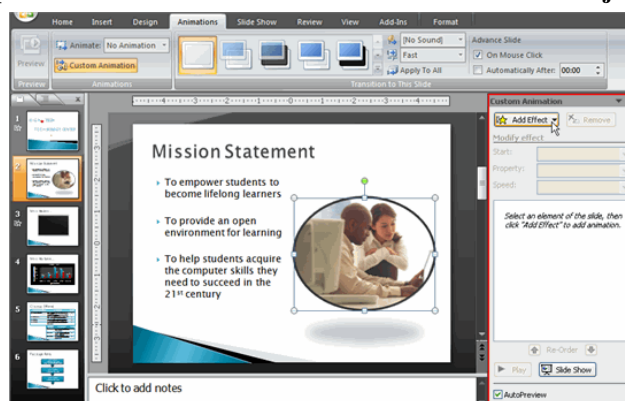 Home Insert Design Animations Slide Show Review View Add-Ins Format
Preview
Animate: No Animation
Custom Animation
[No Sound]
Fast
Apply To All
Advance Slide
On Mouse Click
Automatically After: 00:00
Preview Animations Transition to This Slide
1
2
3
4
5
6
Mission Statement
To empower students to
become lifelong learners
To provide an open
environment for learning
To help students acquire
the computer skills they
need to succeed in the
21st century
Click to add notes
Custom Animation
Add Effect Remove
Modify effect
Start:
Property:
Speed:
Select an element of the slide, then
click "Add Effect" to add animation.
Re-Order
Play Slide Show
AutoPreview